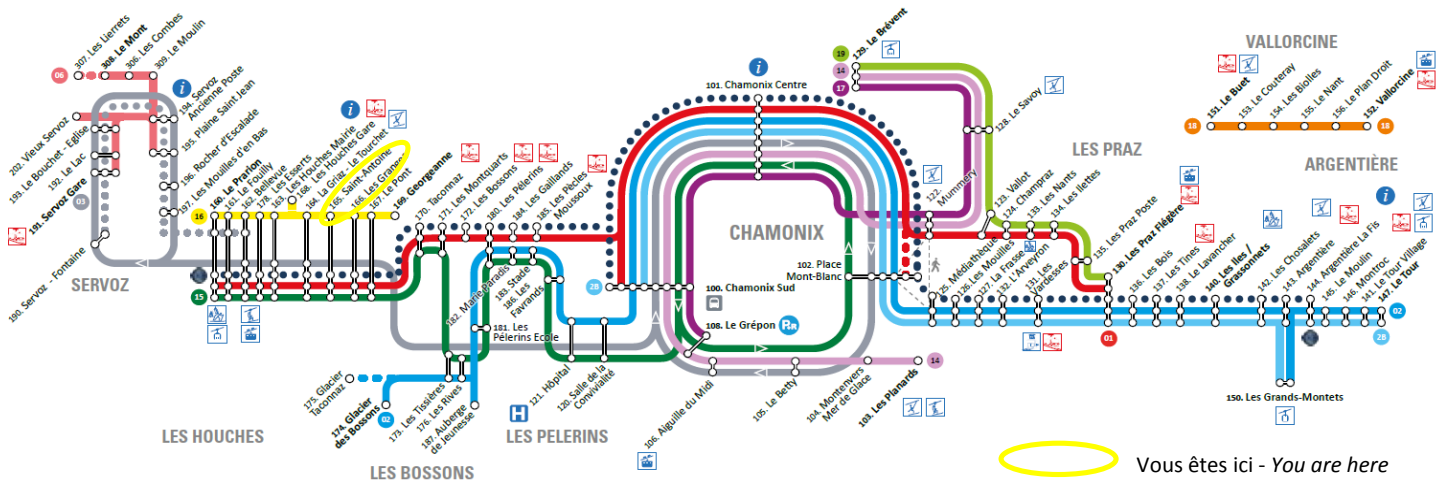 307. Les Lierrets
308. Le Mont
306. Les Combes
309. Le Moulin
06
194. Servoz
Ancienne Poste
195. Plaine Saint Jean
196. Rocher d'Escalade
197. Les Mouilles d'en Bas
202. Vieux Servoz
193. Le Bouchet - Eglise
192. Le Lac
191. Servoz Gare
03
190. Servoz - Fontaine
SERVOZ
160. Le Prarion
161. Le Fouilly
162. Bellevue
178. Les Esserts
163. Les Houches Mairie
168. Les Houches Gare
164. La Griaz - Le Tourchet
165. Saint-Antoine
166. Les Granges
167. Le Pont
169. Georgeanne
16
15
LES HOUCHES
170. Taconnaz
171. Les Montquarts
172. Les Bossons
180. Les Pélerins
184. Les Gaillands
185. Les Pècles
Moussoux
182. Marie Paradis
183. Stade
186. Les
Favrands
181. Les
Pélerins Ecole
175. Glacier
Taconnaz
174. Glacier
des Bossons
02
173. Les Tissières
176. Les Rives
187. Auberge
de Jeunesse
LES BOSSONS
H
121. Hôpital
120. Salle de la
Convivialité
LES PELERINS
2B
101. Chamonix Centre
CHAMONIX
102. Place
Mont-Blanc
100. Chamonix Sud
108. Le Grépon
P+R
106. Aiguille du Midi
105. Le Betty
104. Montenvers
Mer de Glace
103. Les Planards
14
19
14
17
129. Le Brévent
128. Le Savoy
122. Mummery
123. Vallot
124. Champraz
133. Les Nants
134. Les Ilettes
LES PRAZ
135. Les Praz Poste
130. Les Praz Flégère
125. Médiathèque
126. Les Mouilles
127. La Frasse
132. L'Arveyron
131. Les
Vardesses
01
136. Les Bois
137. Les Tines
138. Le Lavancher
140. Les Iles /
Grassonnets
142. Les Chosalets
143. Argentière
144. Argentière La Fis
145. Le Moulin
146. Montroc
141. Le Tour Village
147. Le Tour
02
2B
ARGENTIÈRE
150. Les Grands-Montets
VALLORCINE
151. Le Buet
153. Le Couteray
154. Les Biolles
155. Le Nant
156. Le Plan Droit
152. Vallorcine
18
18
Vous êtes ici - You are here